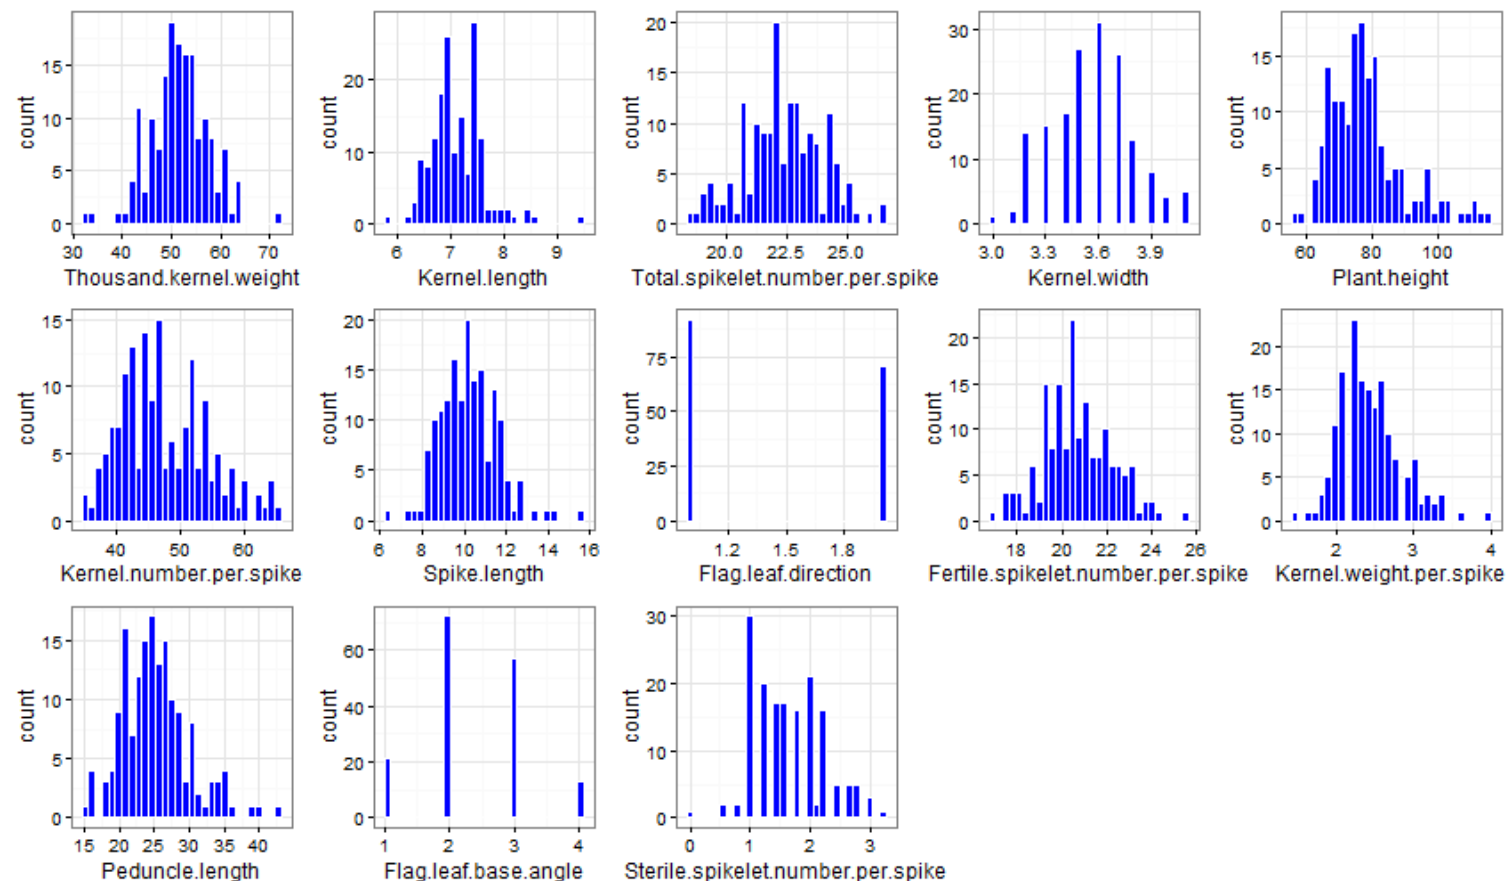 count
15
10
5
0
30 40 50 60 70
Thousand.kernel.weight
count
20
10
0
6 7 8 9
Kernel.length
count
20
15
10
5
0
20.0 22.5 25.0
Total.spikelet.number.per.spike
count
30
20
10
0
3.0 3.3 3.6 3.9
Kernel.width
count
15
10
5
0
60 80 100
Plant.height
count
15
10
5
0
40 50 60
Kernel.number.per.spike
count
20
15
10
5
0
6 8 10 12 14 16
Spike.length
count
75
50
25
0
1.2 1.5 1.8
Flag.leaf.direction
count
20
15
10
5
0
18 20 22 24 26
Fertile.spikelet.number.per.spike
count
20
15
10
5
0
2 3 4
Kernel.weight.per.spike
count
15
10
5
0
15 20 25 30 35 40
Peduncle.length
count
60
40
20
0
1 2 3 4
Flag.leaf.base.angle
count
30
20
10
0
0 1 2 3
Sterile.spikelet.number.per.spike